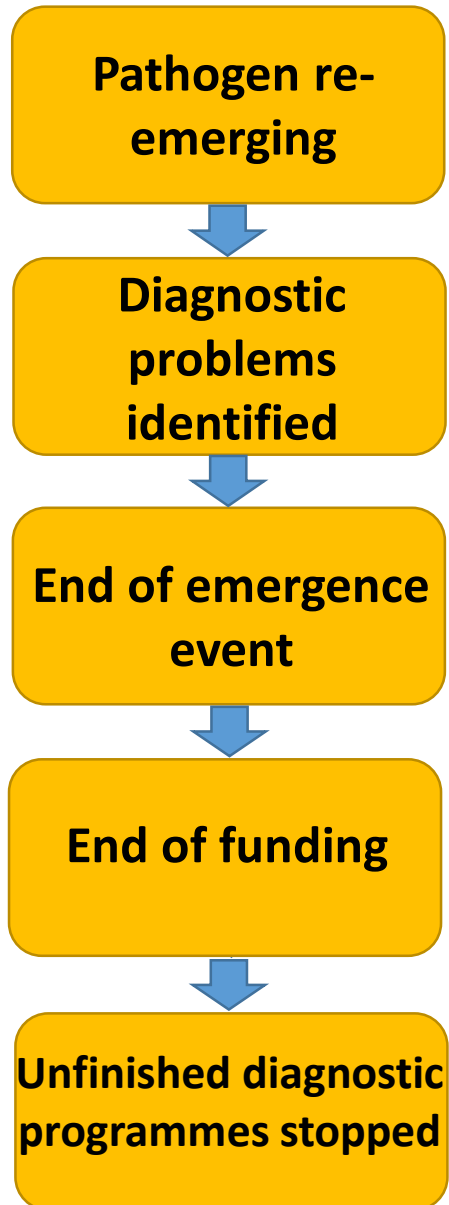 Pathogen re-
emerging
Diagnostic
problems
identified
End of emergence
event
End of funding
Unfinished diagnostic
programmes stopped